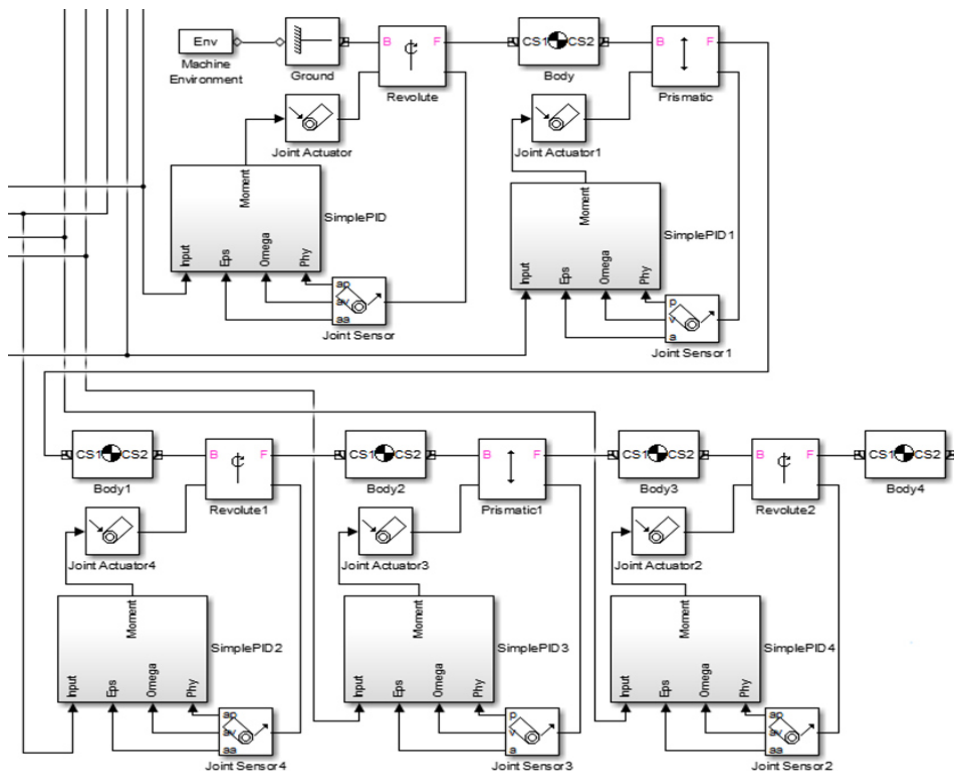 Env
Machine
Environment
Ground
B F
Revolute
CS1 CS2
Body
B F
Prismatic
Joint Actuator
Joint Actuator1
Moment
SimplePID
Input
Eps
Omega
Phy
ap
av
aa
Joint Sensor
Moment
SimplePID1
Input
Eps
Omega
Phy
p
v
a
Joint Sensor1
CS1 CS2
Body1
B F
Revolute1
CS1 CS2
Body2
B F
Prismatic1
CS1 CS2
Body3
B F
Revolute2
CS1 CS2
Body4
Joint Actuator4
Joint Actuator3
Joint Actuator2
Moment
SimplePID2
Input
Eps
Omega
Phy
ap
av
aa
Joint Sensor4
Moment
SimplePID3
Input
Eps
Omega
Phy
p
v
a
Joint Sensor3
Moment
SimplePID4
Input
Eps
Omega
Phy
ap
av
aa
Joint Sensor2